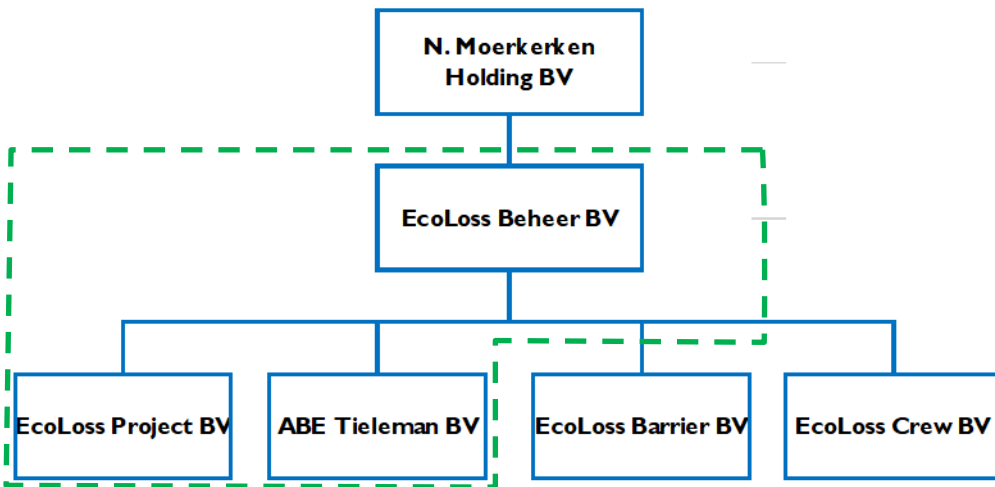 N. Moerkerken
Holding BV
EcoLoss Beheer BV
EcoLoss Project BV
ABE Tieleman BV
EcoLoss Barrier BV
EcoLoss Crew BV